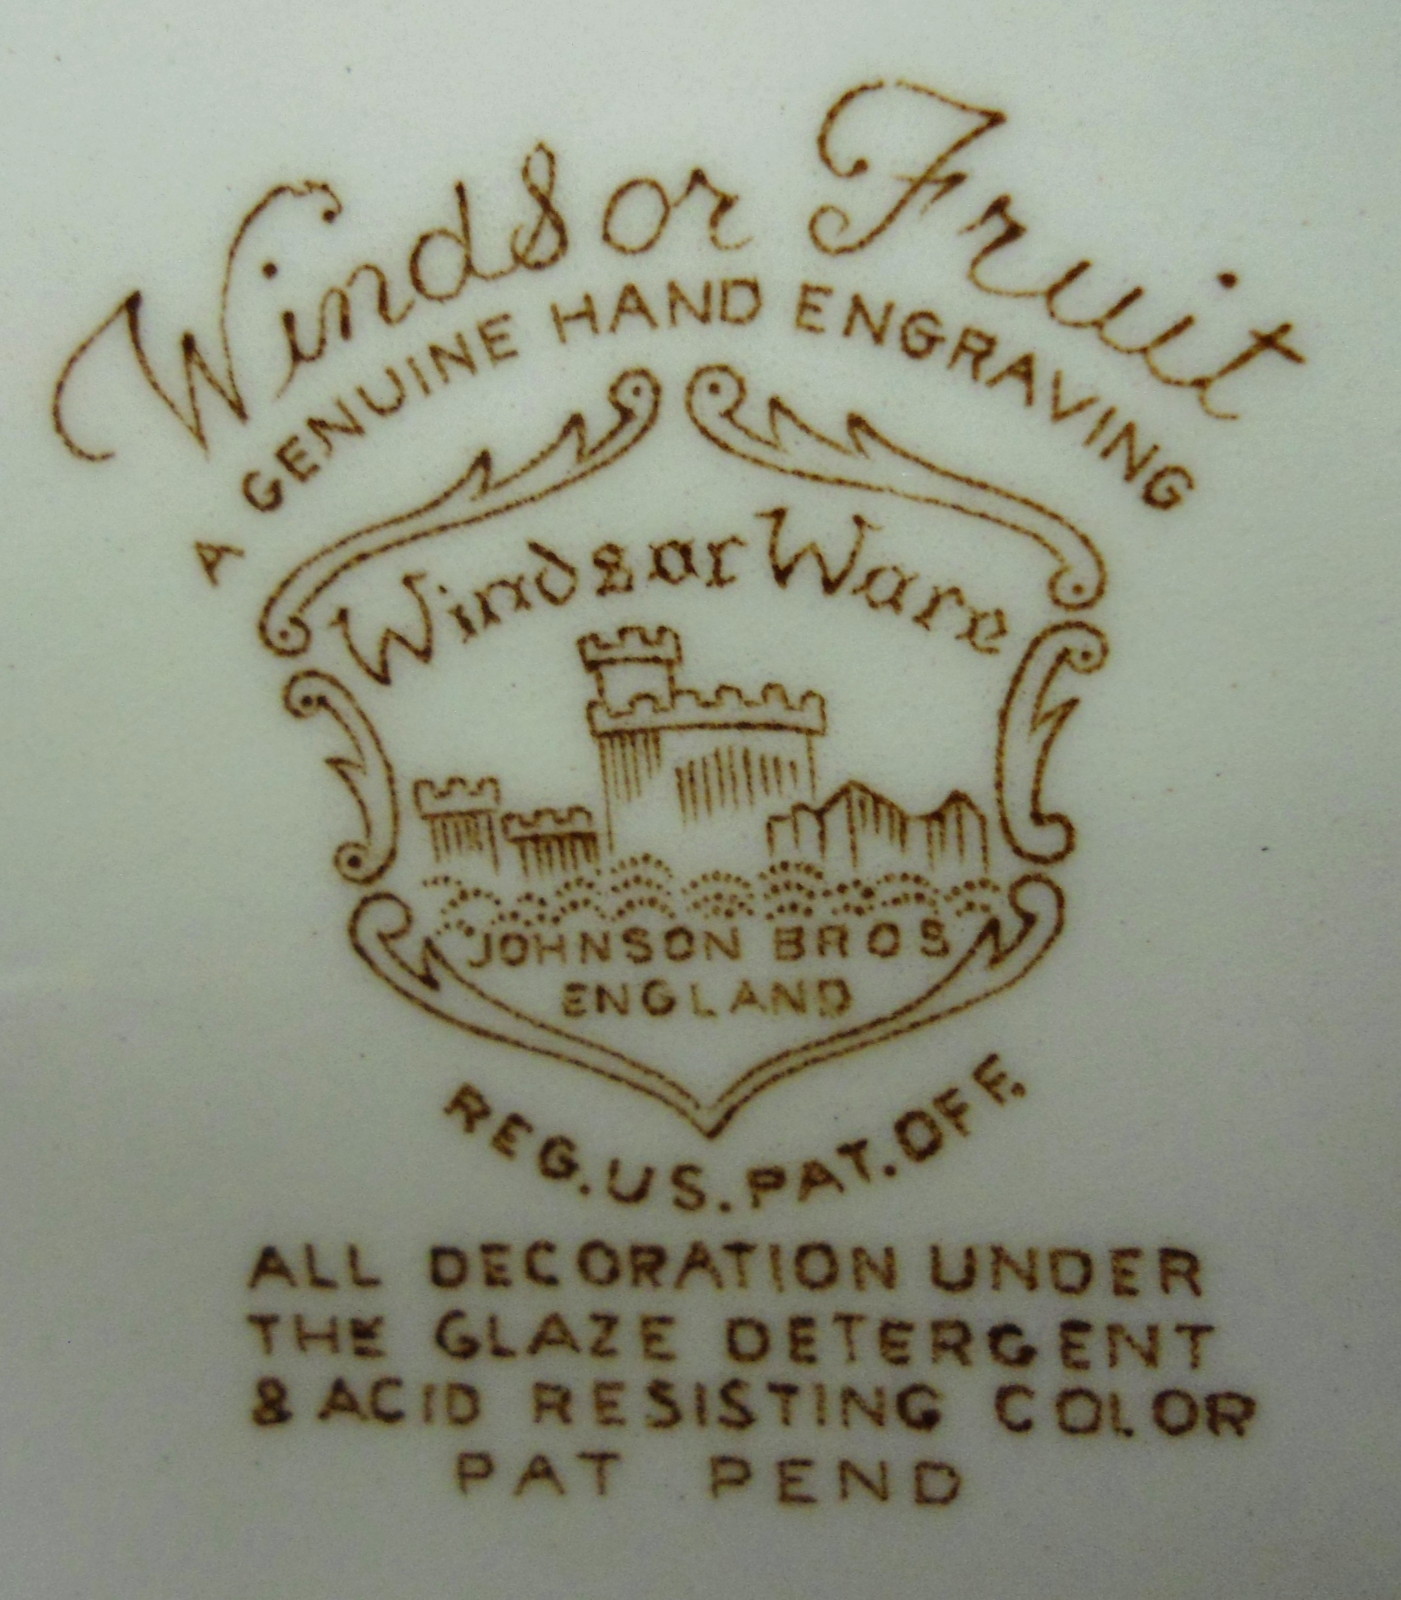 Windsor Fruit
A GENUINE HAND ENGRAVING
Windsor Ware
JOHNSON BROS
ENGLAND
REG. US. PAT. OFF.
ALL DECORATION UNDER
THE GLAZE DETERGENT
& ACID RESISTING COLOR
PAT PEND